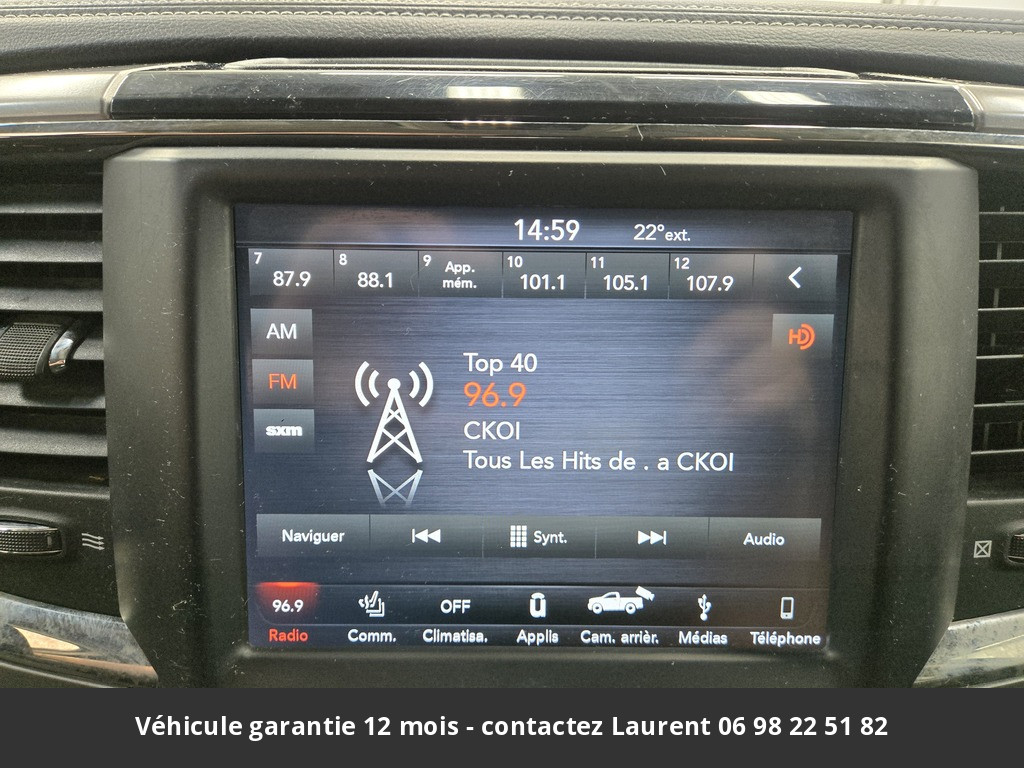 14:59 22°ext.
7 87.9 8 88.1 9 App. mém. 10 101.1 11 105.1 12 107.9
AM
HD
FM
sxm
Top 40
96.9
CKOI
Tous Les Hits de . a CKOI
Naviguer Synt. Audio
96.9 OFF
Radio Comm. Climatisa. Applis Cam. arrièr. Médias Téléphone
Véhicule garantie 12 mois - contactez Laurent 06 98 22 51 82